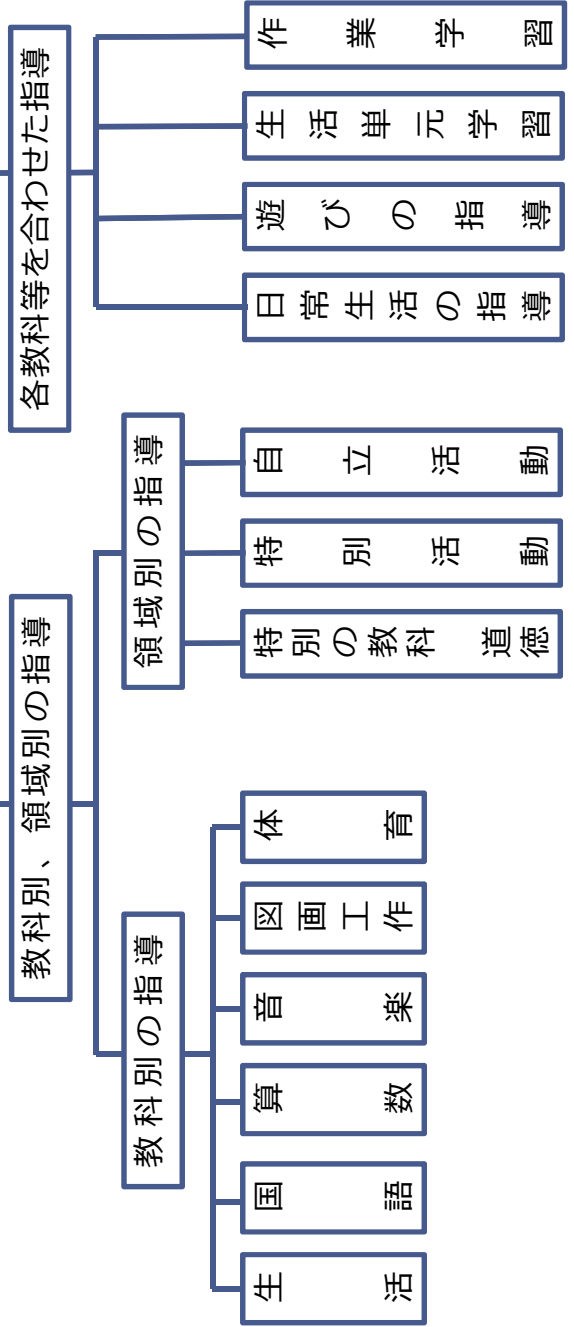 教科別、領域別の指導
各教科等を合わせた指導
教科別の指導
領域別の指導
生活
国語
算数
音楽
図画工作
体育
特別の教科 道徳
特別活動
自立活動
日常生活の指導
遊びの指導
生活単元学習
作業学習